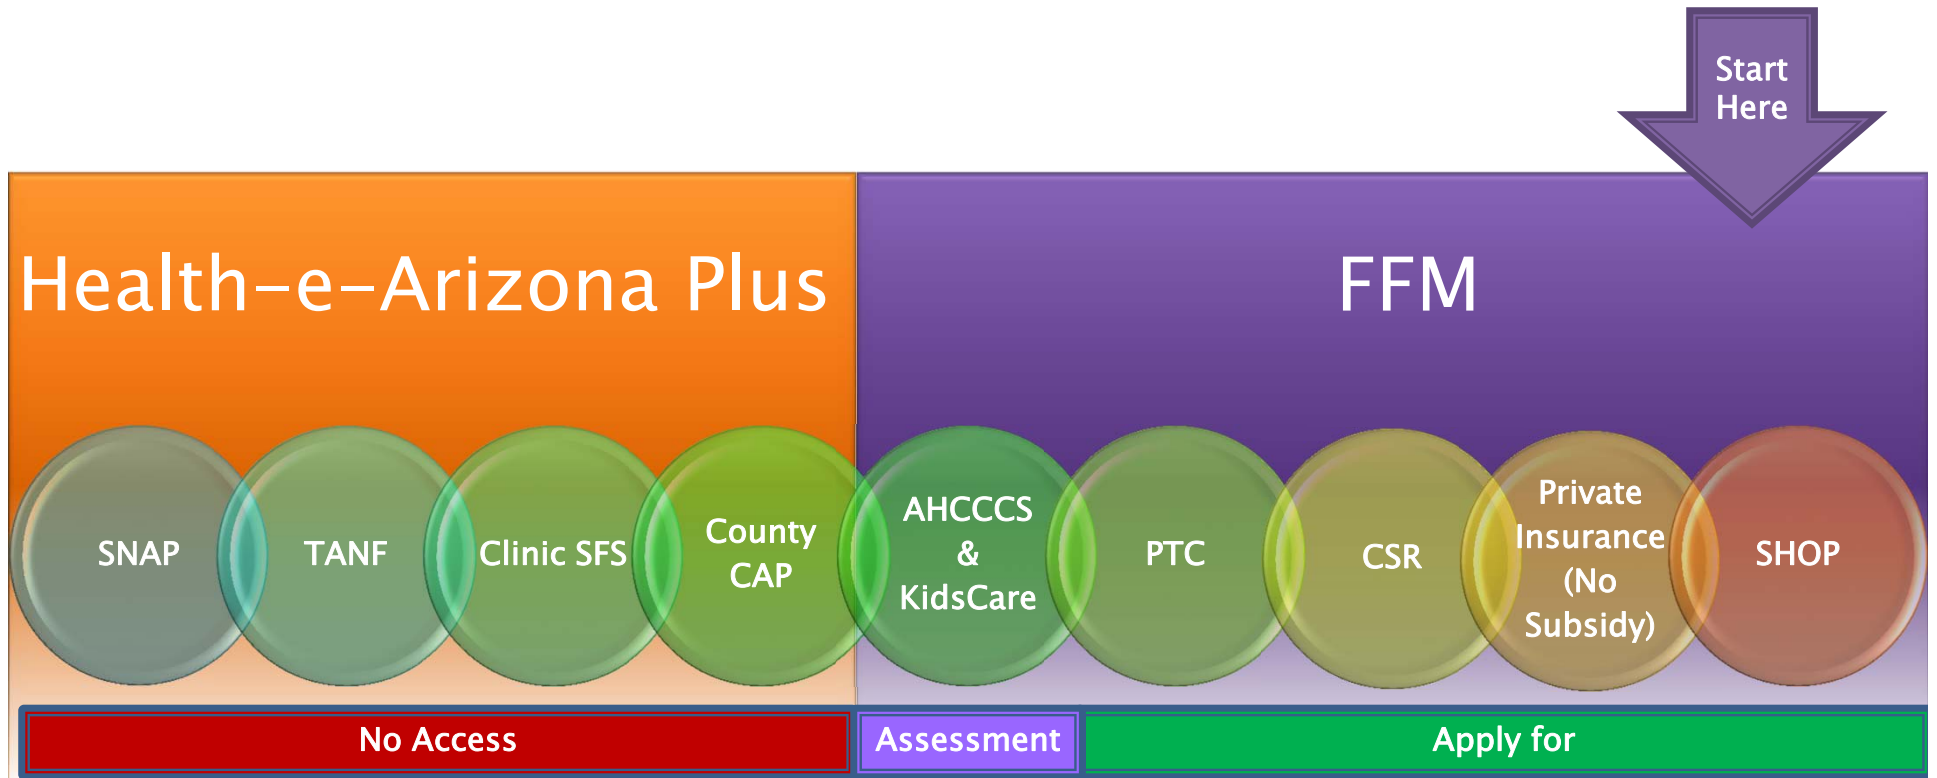 Start
Here
Health-e-Arizona Plus
FFM
SNAP
TANF
Clinic SFS
County
CAP
AHCCCS
&
KidsCare
PTC
CSR
Private
Insurance
(No
Subsidy)
SHOP
No Access
Assessment
Apply for